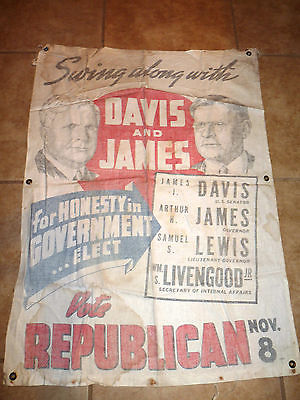 Swing along with
DAVIS
AND
JAMES
JAMES J. DAVIS
U.S. SENATOR
ARTHUR H. JAMES
GOVERNOR
SAMUEL S. LEWIS
LIEUTENANT GOVERNOR
WM. S. LIVENGOOD JR
SECRETARY OF INTERNAL AFFAIRS
For HONESTY in
GOVERNMENT
ELECT
Vote
REPUBLICAN NOV. 8